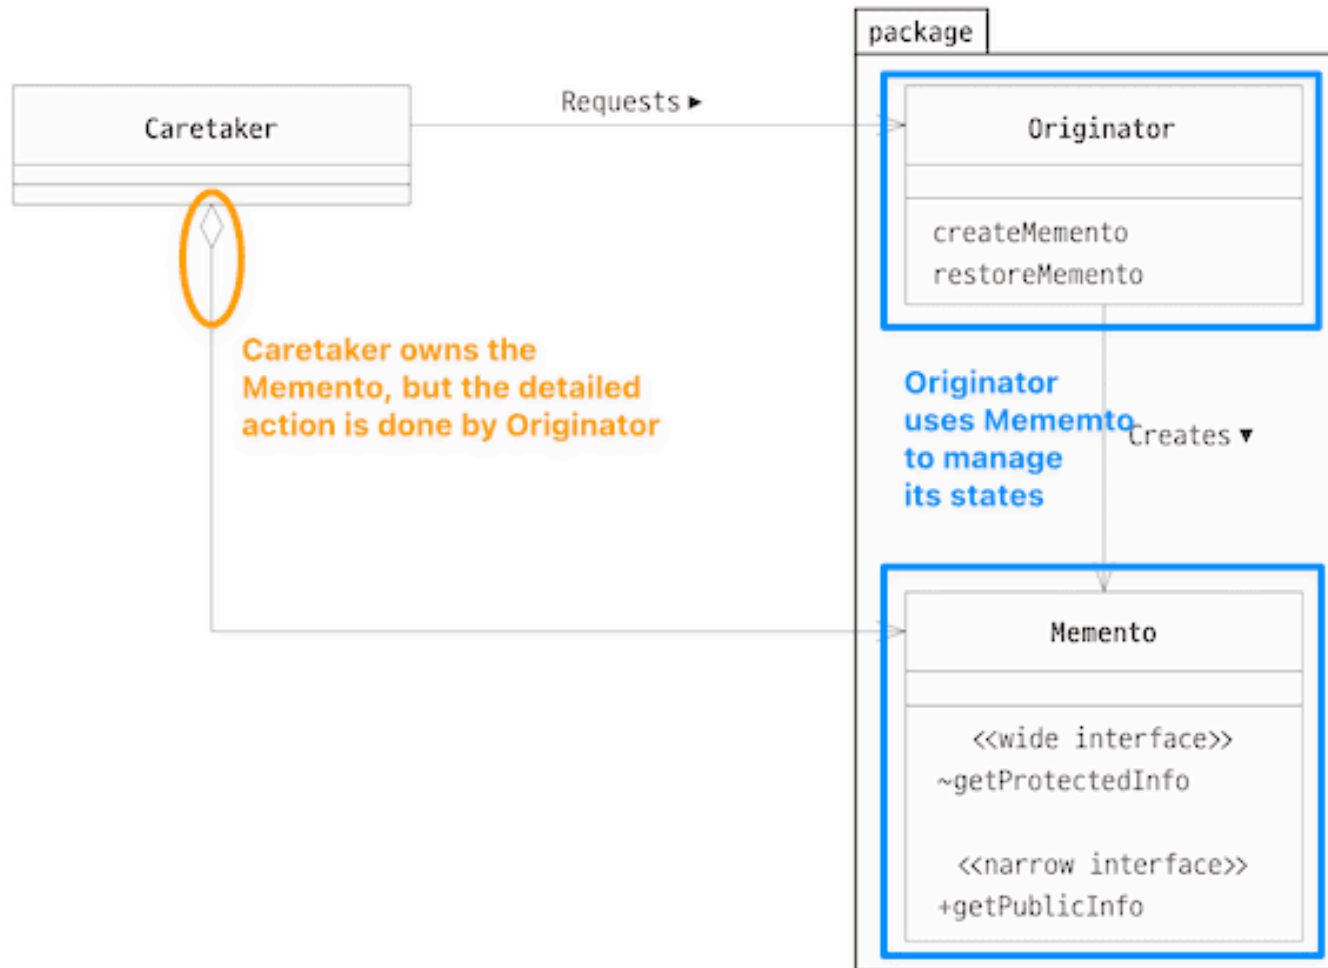 package
Caretaker
Requests ►
Originator
createMemento
restoreMemento
Caretaker owns the
Memento, but the detailed
action is done by Originator
Originator
uses Mememto
to manage
its states
Creates ▼
Memento
<<wide interface>>
~getProtectedInfo
<<narrow interface>>
+getPublicInfo